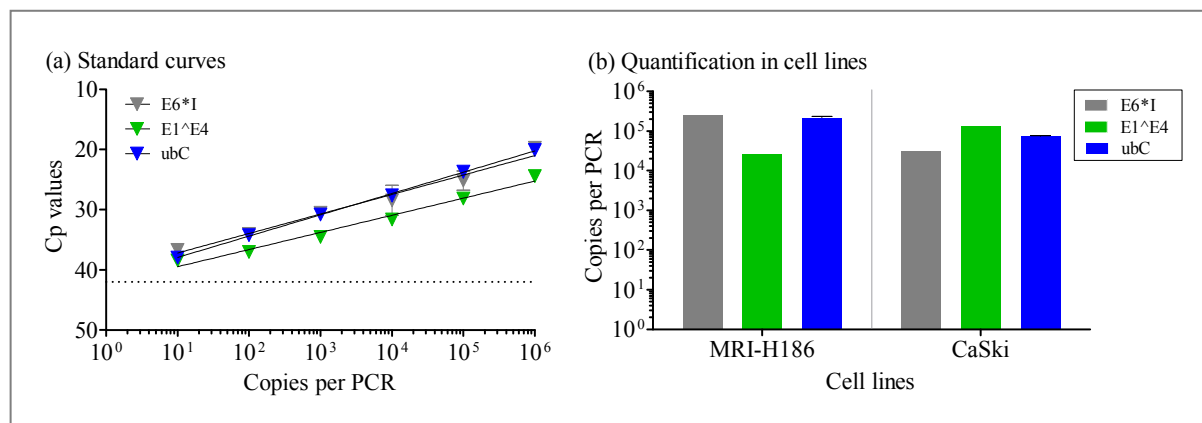 (a) Standard curves
10
20
30
40
50
Cp values
E6*I
E1^E4
ubC
10^0 10^1 10^2 10^3 10^4 10^5 10^6
Copies per PCR
(b) Quantification in cell lines
10^6
10^5
10^4
10^3
10^2
10^1
10^0
Copies per PCR
MRI-H186 CaSki
Cell lines
E6*I
E1^E4
ubC